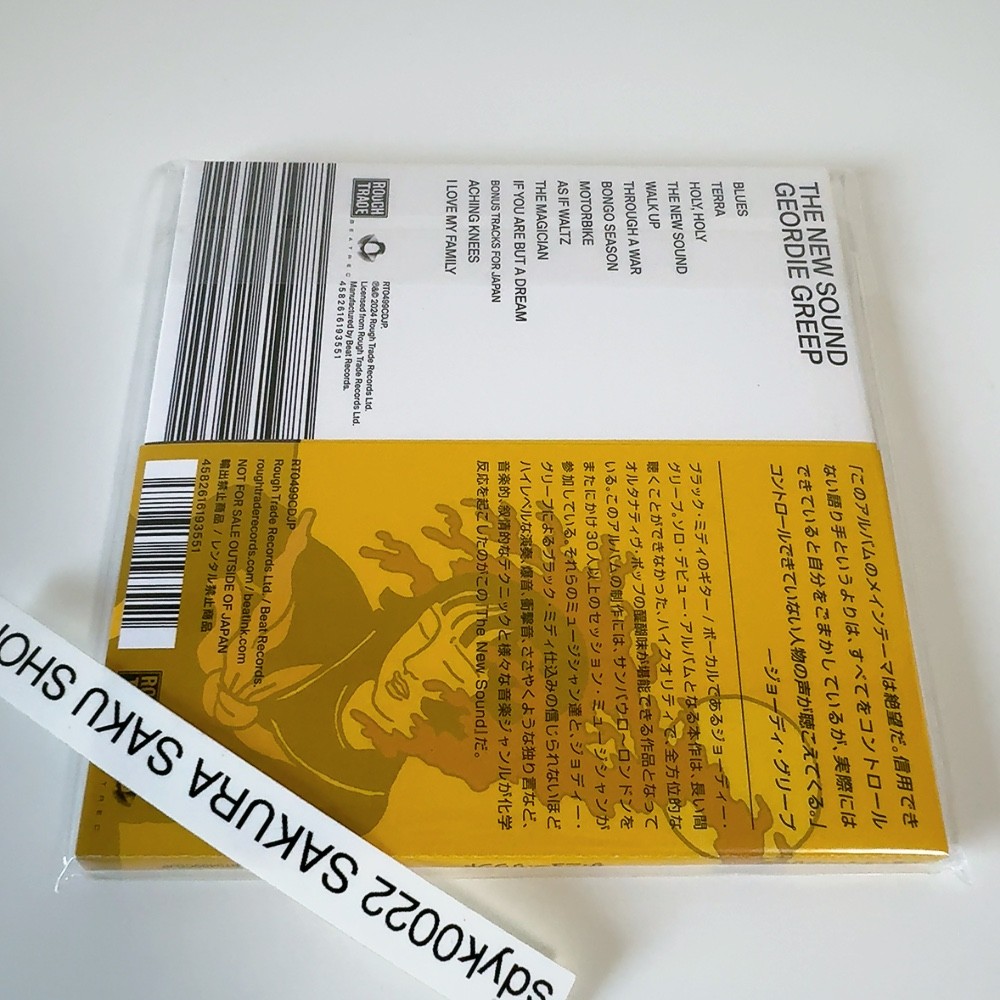 THE NEW SOUND
GEORDIE GREEP
BLUES
TERRA
HOLY, HOLY
THE NEW SOUND
WALK UP
THROUGH A WAR
BONGO SEASON
MOTORBIKE
AS IF WALTZ
THE MAGICIAN
IF YOU ARE BUT A DREAM
BONUS TRACKS FOR JAPAN
ACHING KNEES
I LOVE MY FAMILY
ROUGH
TRADE
BEATREC
RT0499CDJP.
℗&© 2024 Rough Trade Records Ltd.
Licensed from Rough Trade Records Ltd.
Manufactured by Beat Records.
4582616193551
「このアルバムのメインテーマは絶望だ。信用でき
ない語り手というよりは、すべてをコントロール
できていると自分をごまかしているが、実際には
コントロールできていない人物の声が聴こえてくる。」
―ジョーディ・グリープ
ブラック・ミディのギター / ボーカルであるジョーディー・
グリープ。ソロ・デビュー・アルバムとなる本作は、長い間
聴くことができなかった、ハイクオリティで、全方位的な
オルタナティヴ・ポップの醍醐味が堪能できる作品となって
いる。このアルバムの制作には、サンパウロ―ロンドンを
またにかけ30人以上のセッション・ミュージシャンが
参加している。それらのミュージシャン達と、ジョディー・
グリープによるブラック・ミディ仕込みの信じられないほど
ハイレベルな演奏、爆音、衝撃音、ささやくような独り言など、
音楽的、叙情的なテクニックと様々な音楽ジャンルが化学
反応を起こしたのがこの「The New Sound」だ。
RT0499CDJP
Rough Trade Records Ltd. / Beat Records.
roughtraderecords.com / beatink.com
NOT FOR SALE OUTSIDE OF JAPAN
輸出禁止商品 / レンタル禁止商品
4582616193551
sdyk0022 SAKURA SAKU SHO